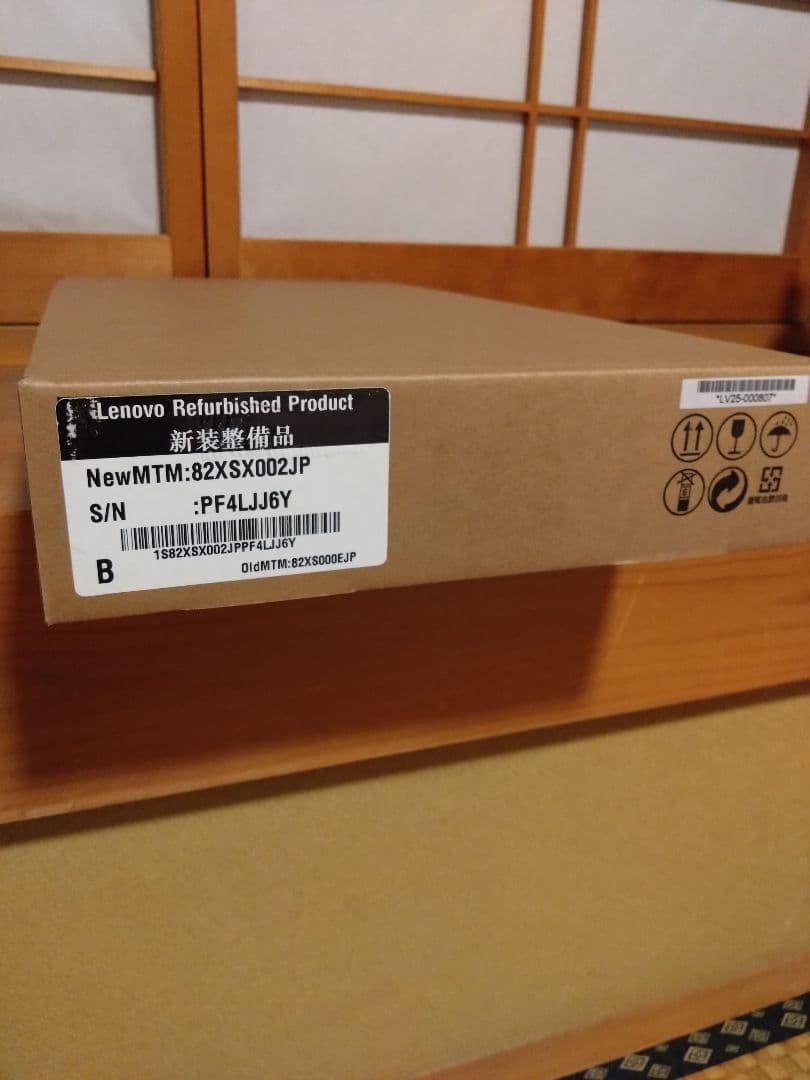 Lenovo Refurbished Product
新装整備品
NewMTM:82XSX002JP
S/N :PF4LJJ6Y
1S82XSX002JPPF4LJJ6Y
B
OldMTM:82XS000EJP
*LV25-000807*